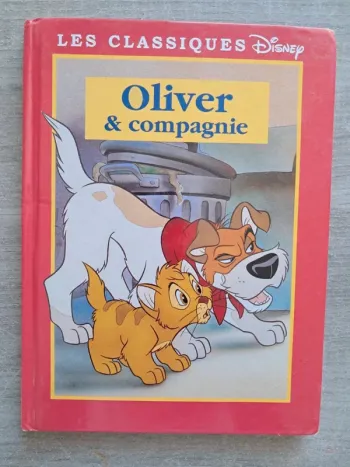 LES CLASSIQUES Disney
Oliver
& compagnie